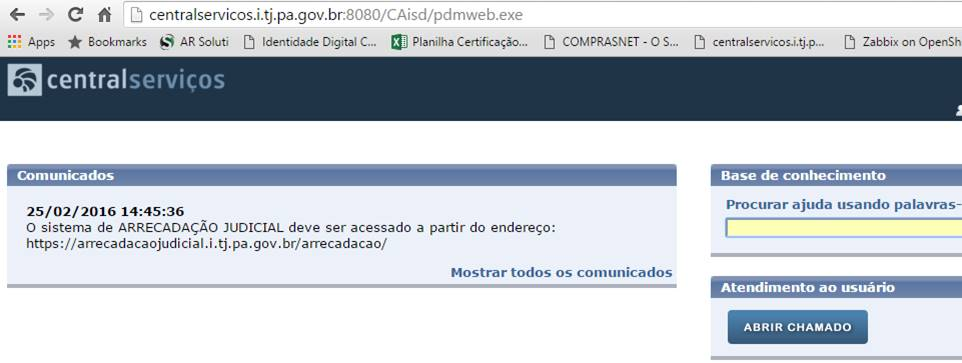 centralservicos.i.tj.pa.gov.br:8080/CAisd/pdmweb.exe
Apps Bookmarks AR Soluti Identidade Digital C... Planilha Certificação... COMPRASNET - O S... centralservicos.i.tj.p... Zabbix on OpenSh
centralserviços
Comunicados
25/02/2016 14:45:36
O sistema de ARRECADAÇÃO JUDICIAL deve ser acessado a partir do endereço:
https://arrecadacaojudicial.i.tj.pa.gov.br/arrecadacao/
Mostrar todos os comunicados
Base de conhecimento
Procurar ajuda usando palavras-
Atendimento ao usuário
ABRIR CHAMADO